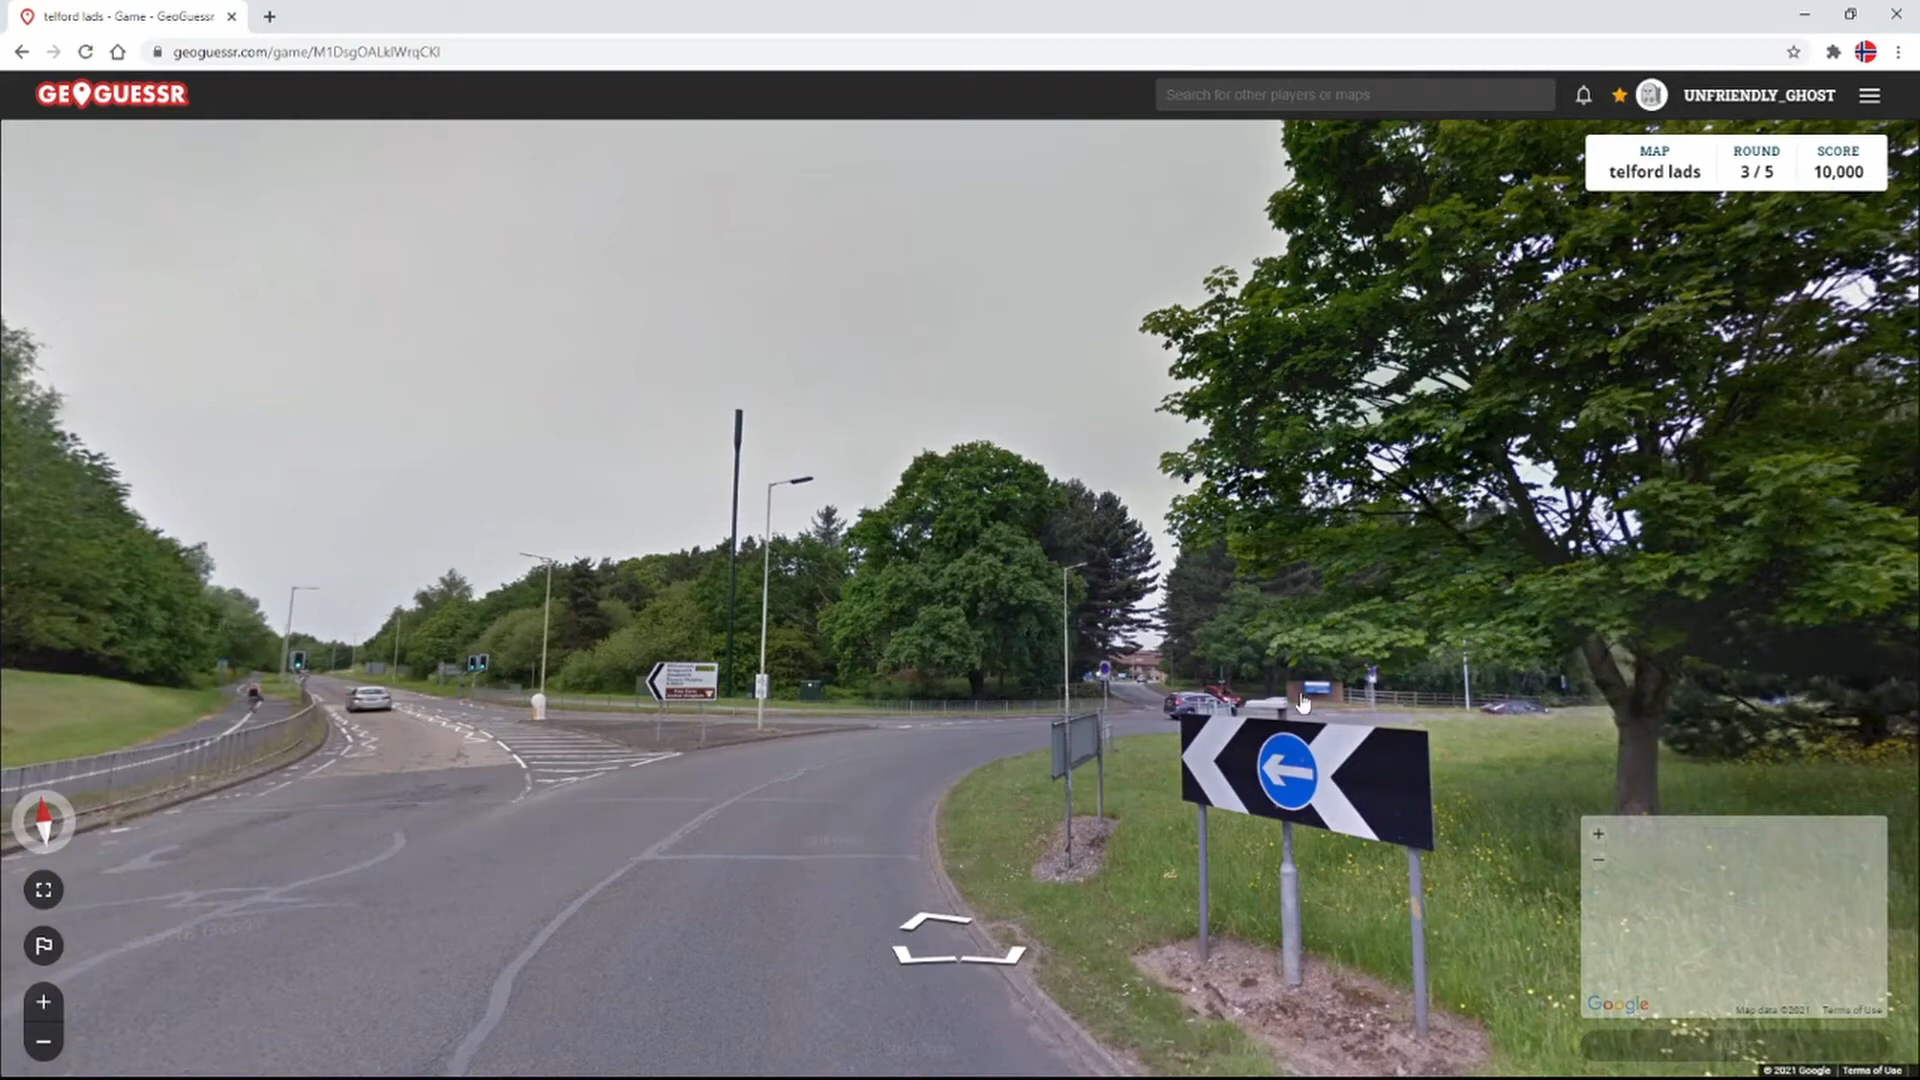 telford lads - Game - GeoGuessr
geoguessr.com/game/M1DsgOALklWrqCKl
GEOGUESSR
Search for other players or maps
UNFRIENDLY_GHOST
MAP ROUND SCORE
telford lads 3 / 5 10,000
Google
Map data ©2021 Terms of Use
© 2021 Google Terms of Use